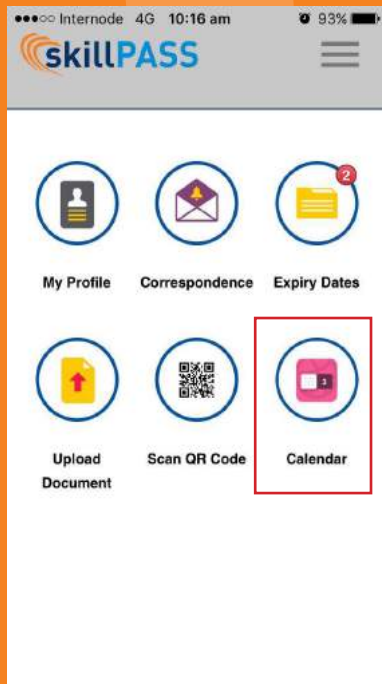 Internode 4G 10:16 am 93%
skillPASS
2
My Profile Correspondence Expiry Dates
3
Upload Document Scan QR Code Calendar